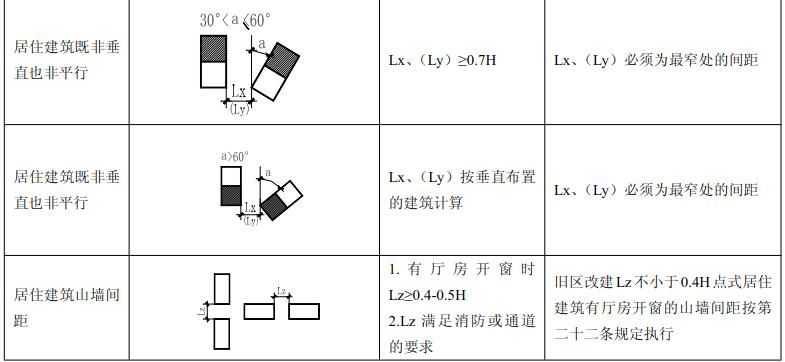 居住建筑既非垂
直也非平行
30°<a<60°
a
Lx
(Ly)
Lx、（Ly）≥0.7H
Lx、（Ly）必须为最窄处的间距
居住建筑既非垂
直也非平行
a>60°
a
Lx
(Ly)
Lx、（Ly）按垂直布置
的建筑计算
Lx、（Ly）必须为最窄处的间距
居住建筑山墙间
距
Lz
Lz
1. 有厅房开窗时
Lz≥0.4-0.5H
2.Lz 满足消防或通道
的要求
旧区改建 Lz 不小于 0.4H 点式居住
建筑有厅房开窗的山墙间距按第
二十二条规定执行